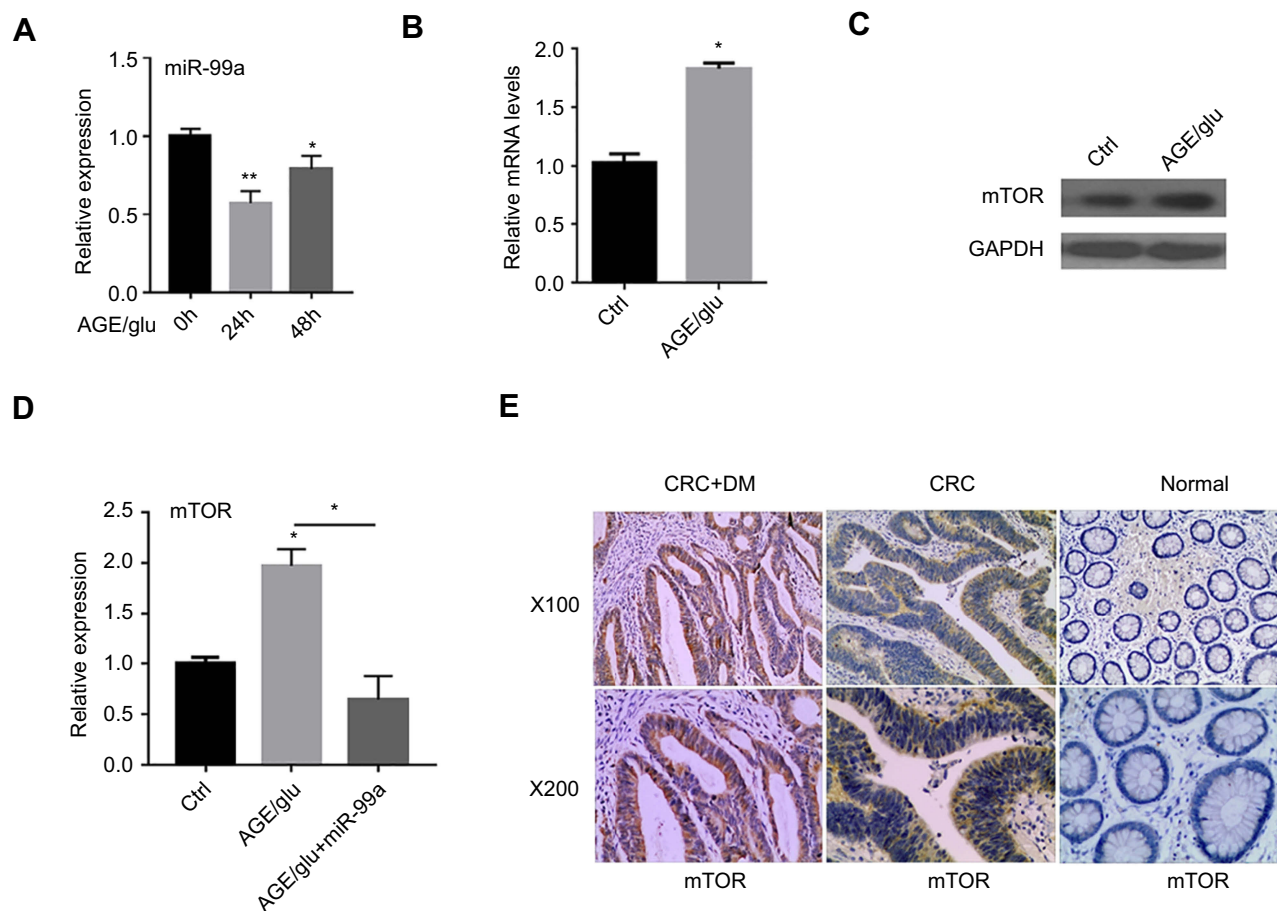 A
miR-99a
Relative expression
1.5
1.0
0.5
0.0
**
*
AGE/glu
0h
24h
48h
B
Relative mRNA levels
2.0
1.5
1.0
0.5
0.0
*
Ctrl
AGE/glu
C
Ctrl
AGE/glu
mTOR
GAPDH
D
mTOR
Relative expression
2.5
2.0
1.5
1.0
0.5
0.0
*
*
Ctrl
AGE/glu
AGE/glu+miR-99a
E
CRC+DM
CRC
Normal
X100
X200
mTOR
mTOR
mTOR